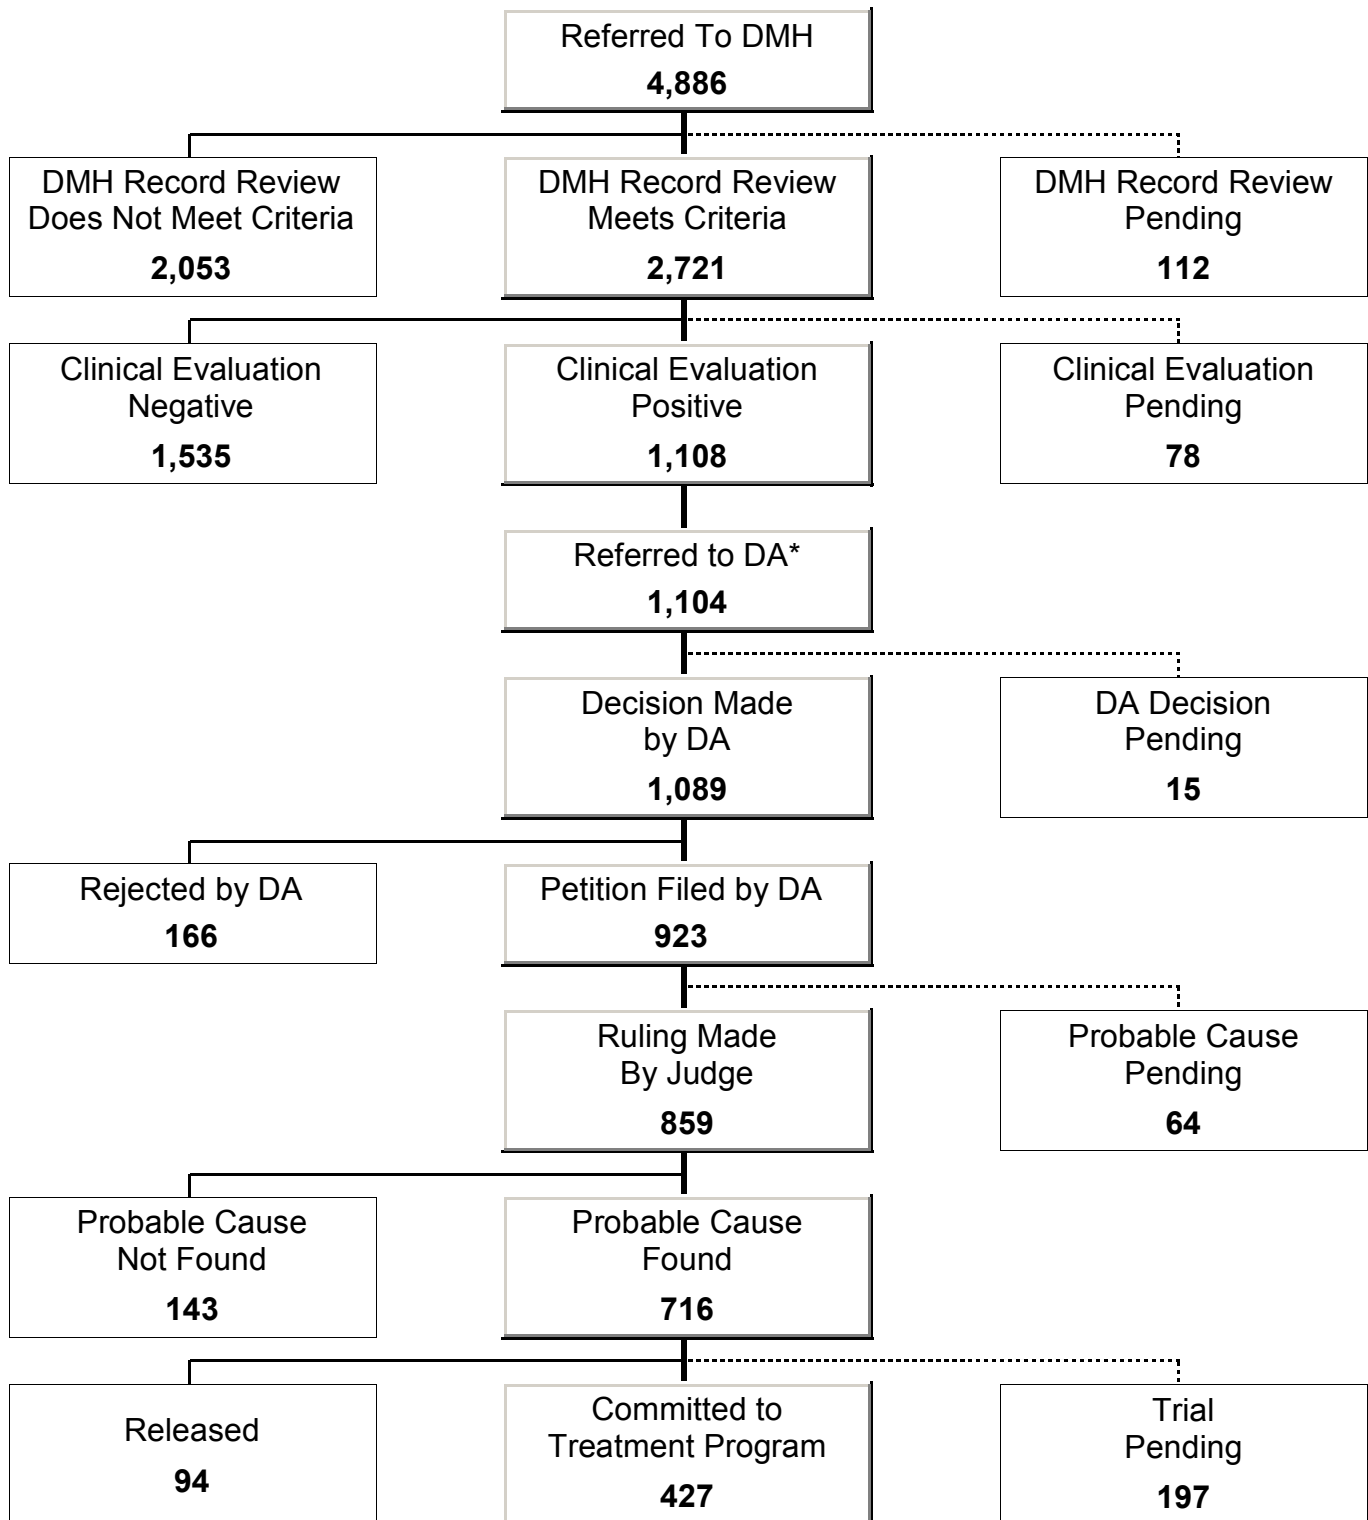 Referred To DMH
4,886
DMH Record Review
Does Not Meet Criteria
2,053
DMH Record Review
Meets Criteria
2,721
DMH Record Review
Pending
112
Clinical Evaluation
Negative
1,535
Clinical Evaluation
Positive
1,108
Clinical Evaluation
Pending
78
Referred to DA*
1,104
Decision Made
by DA
1,089
DA Decision
Pending
15
Rejected by DA
166
Petition Filed by DA
923
Ruling Made
By Judge
859
Probable Cause
Pending
64
Probable Cause
Not Found
143
Probable Cause
Found
716
Released
94
Committed to
Treatment Program
427
Trial
Pending
197